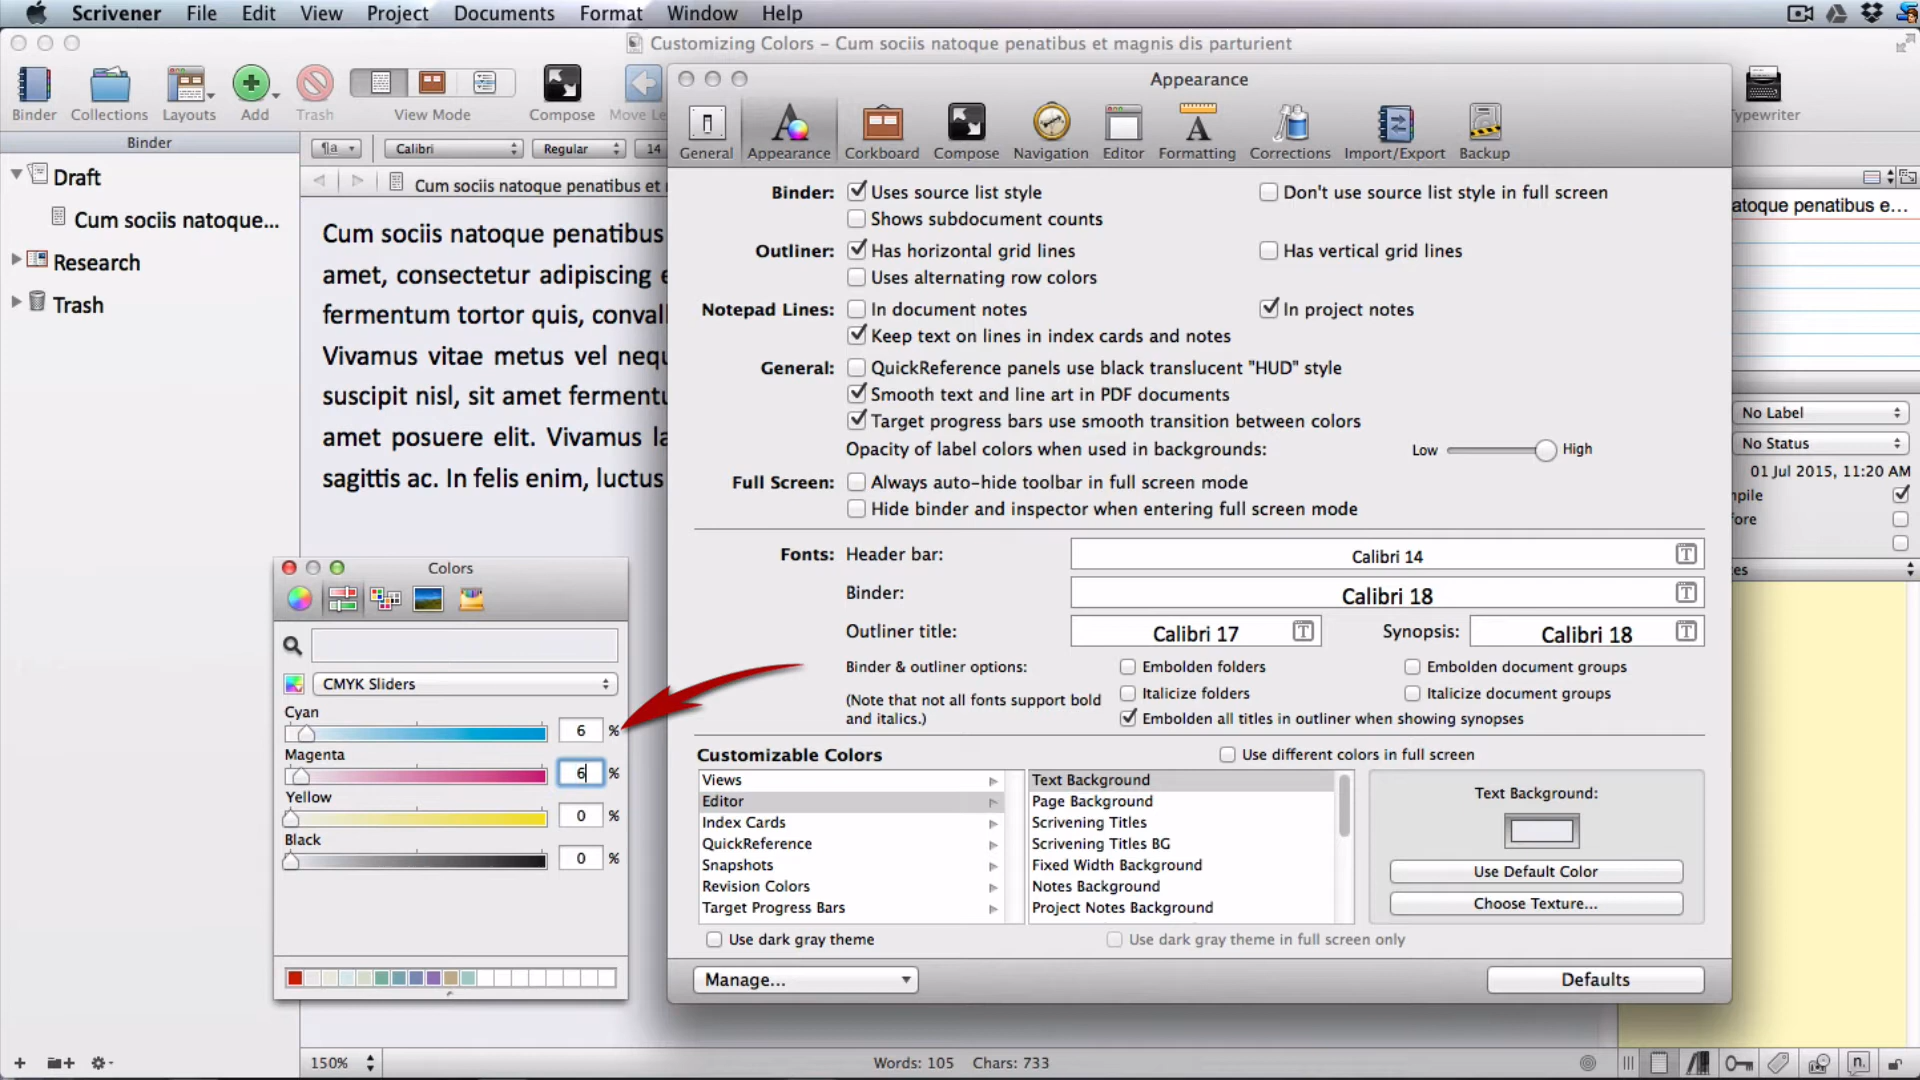 Scrivener File Edit View Project Documents Format Window Help
Customizing Colors – Cum sociis natoque penatibus et magnis dis parturient
Binder Collections Layouts Add Trash View Mode Compose Move Le
Typewriter
Appearance
General Appearance Corkboard Compose Navigation Editor Formatting Corrections Import/Export Backup
Binder
Draft
Cum sociis natoque...
Research
Trash
Calibri Regular 14
Cum sociis natoque penatibus et
Cum sociis natoque penatibus
amet, consectetur adipiscing e
fermentum tortor quis, conval
Vivamus vitae metus vel nequ
suscipit nisl, sit amet fermentu
amet posuere elit. Vivamus la
sagittis ac. In felis enim, luctus
Binder: Uses source list style Don't use source list style in full screen
Shows subdocument counts
Outliner: Has horizontal grid lines Has vertical grid lines
Uses alternating row colors
Notepad Lines: In document notes In project notes
Keep text on lines in index cards and notes
General: QuickReference panels use black translucent "HUD" style
Smooth text and line art in PDF documents
Target progress bars use smooth transition between colors
Opacity of label colors when used in backgrounds: Low High
Full Screen: Always auto-hide toolbar in full screen mode
Hide binder and inspector when entering full screen mode
Fonts: Header bar: Calibri 14
Binder: Calibri 18
Outliner title: Calibri 17 Synopsis: Calibri 18
Binder & outliner options: Embolden folders Embolden document groups
(Note that not all fonts support bold and italics.) Italicize folders Italicize document groups
Embolden all titles in outliner when showing synopses
Customizable Colors Use different colors in full screen
Views
Editor
Index Cards
QuickReference
Snapshots
Revision Colors
Target Progress Bars
Text Background
Page Background
Scrivening Titles
Scrivening Titles BG
Fixed Width Background
Notes Background
Project Notes Background
Text Background:
Use Default Color
Choose Texture...
Use dark gray theme Use dark gray theme in full screen only
Manage... Defaults
atoque penatibus e...
No Label
No Status
01 Jul 2015, 11:20 AM
mpile
fore
es
Colors
CMYK Sliders
Cyan
6 %
Magenta
6 %
Yellow
0 %
Black
0 %
150% Words: 105 Chars: 733